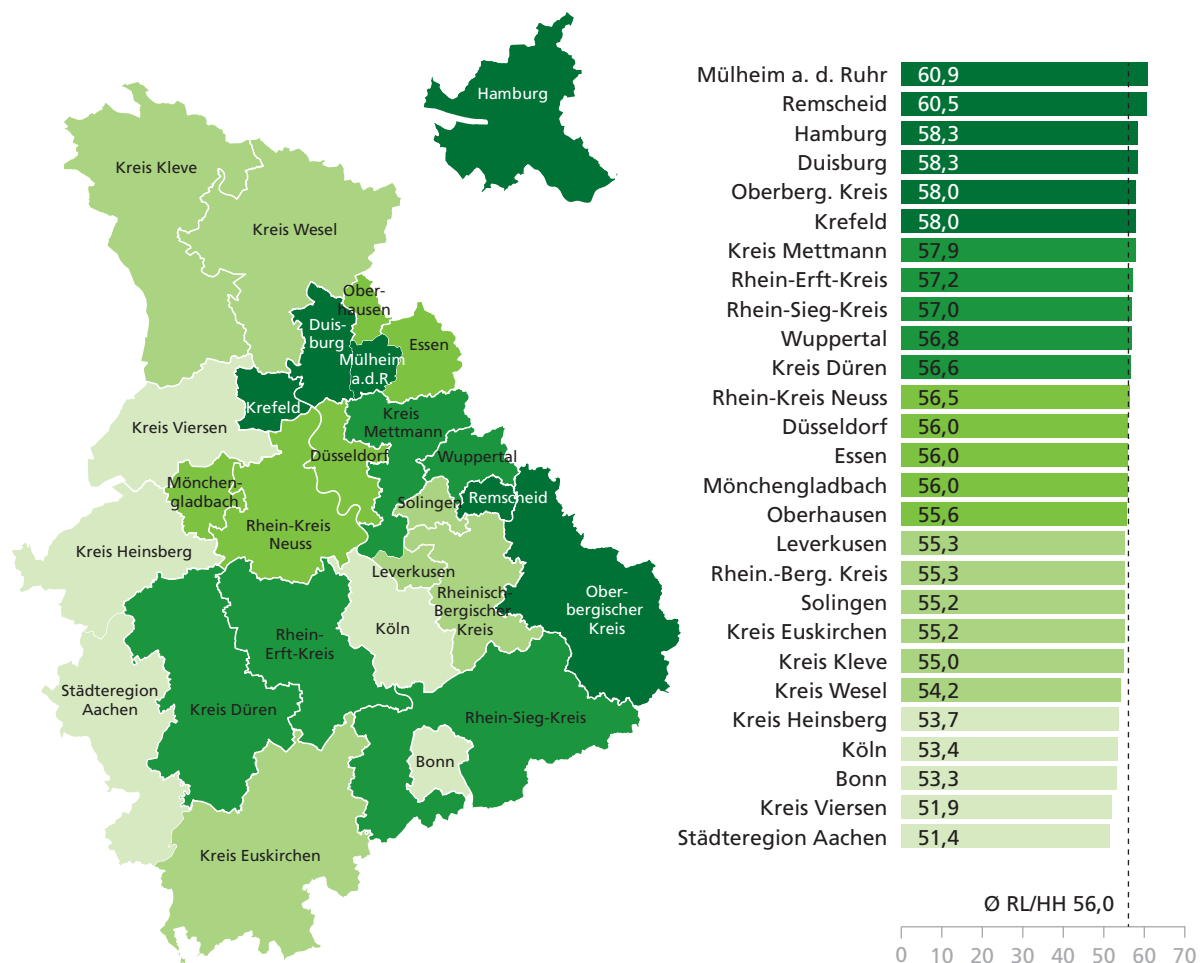 Hamburg
Kreis Kleve
Kreis Wesel
Ober-
hausen
Duis-
burg
Essen
Mülheim
a.d.R.
Krefeld
Kreis
Mettmann
Kreis Viersen
Düsseldorf
Wuppertal
Mönchen-
gladbach
Solingen
Remscheid
Rhein-Kreis
Neuss
Kreis Heinsberg
Leverkusen
Rheinisch-
Bergischer
Kreis
Ober-
bergischer
Kreis
Köln
Rhein-
Erft-Kreis
Städteregion
Aachen
Kreis Düren
Rhein-Sieg-Kreis
Bonn
Kreis Euskirchen
Mülheim a. d. Ruhr 60,9
Remscheid 60,5
Hamburg 58,3
Duisburg 58,3
Oberberg. Kreis 58,0
Krefeld 58,0
Kreis Mettmann 57,9
Rhein-Erft-Kreis 57,2
Rhein-Sieg-Kreis 57,0
Wuppertal 56,8
Kreis Düren 56,6
Rhein-Kreis Neuss 56,5
Düsseldorf 56,0
Essen 56,0
Mönchengladbach 56,0
Oberhausen 55,6
Leverkusen 55,3
Rhein.-Berg. Kreis 55,3
Solingen 55,2
Kreis Euskirchen 55,2
Kreis Kleve 55,0
Kreis Wesel 54,2
Kreis Heinsberg 53,7
Köln 53,4
Bonn 53,3
Kreis Viersen 51,9
Städteregion Aachen 51,4
Ø RL/HH 56,0
0 10 20 30 40 50 60 70